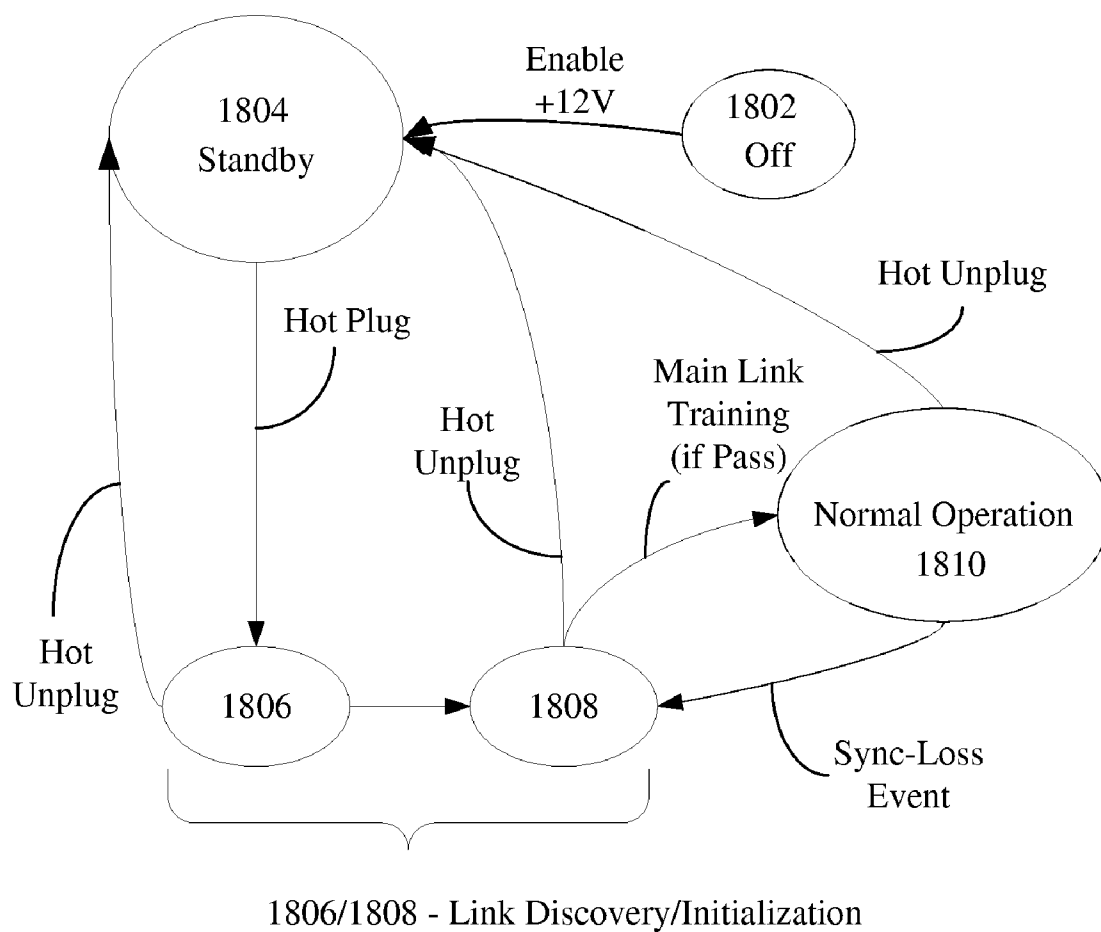 Enable
+12V
1804
Standby
1802
Off
Hot Unplug
Hot Plug
Main Link
Training
(if Pass)
Hot
Unplug
Normal Operation
1810
Hot
Unplug
1806
1808
Sync-Loss
Event
1806/1808 - Link Discovery/Initialization